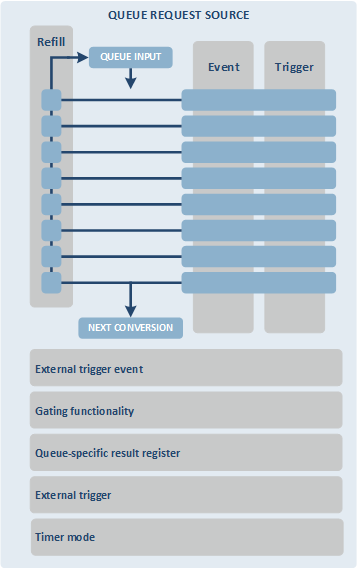 QUEUE REQUEST SOURCE
Refill
QUEUE INPUT
Event
Trigger
NEXT CONVERSION
External trigger event
Gating functionality
Queue-specific result register
External trigger
Timer mode